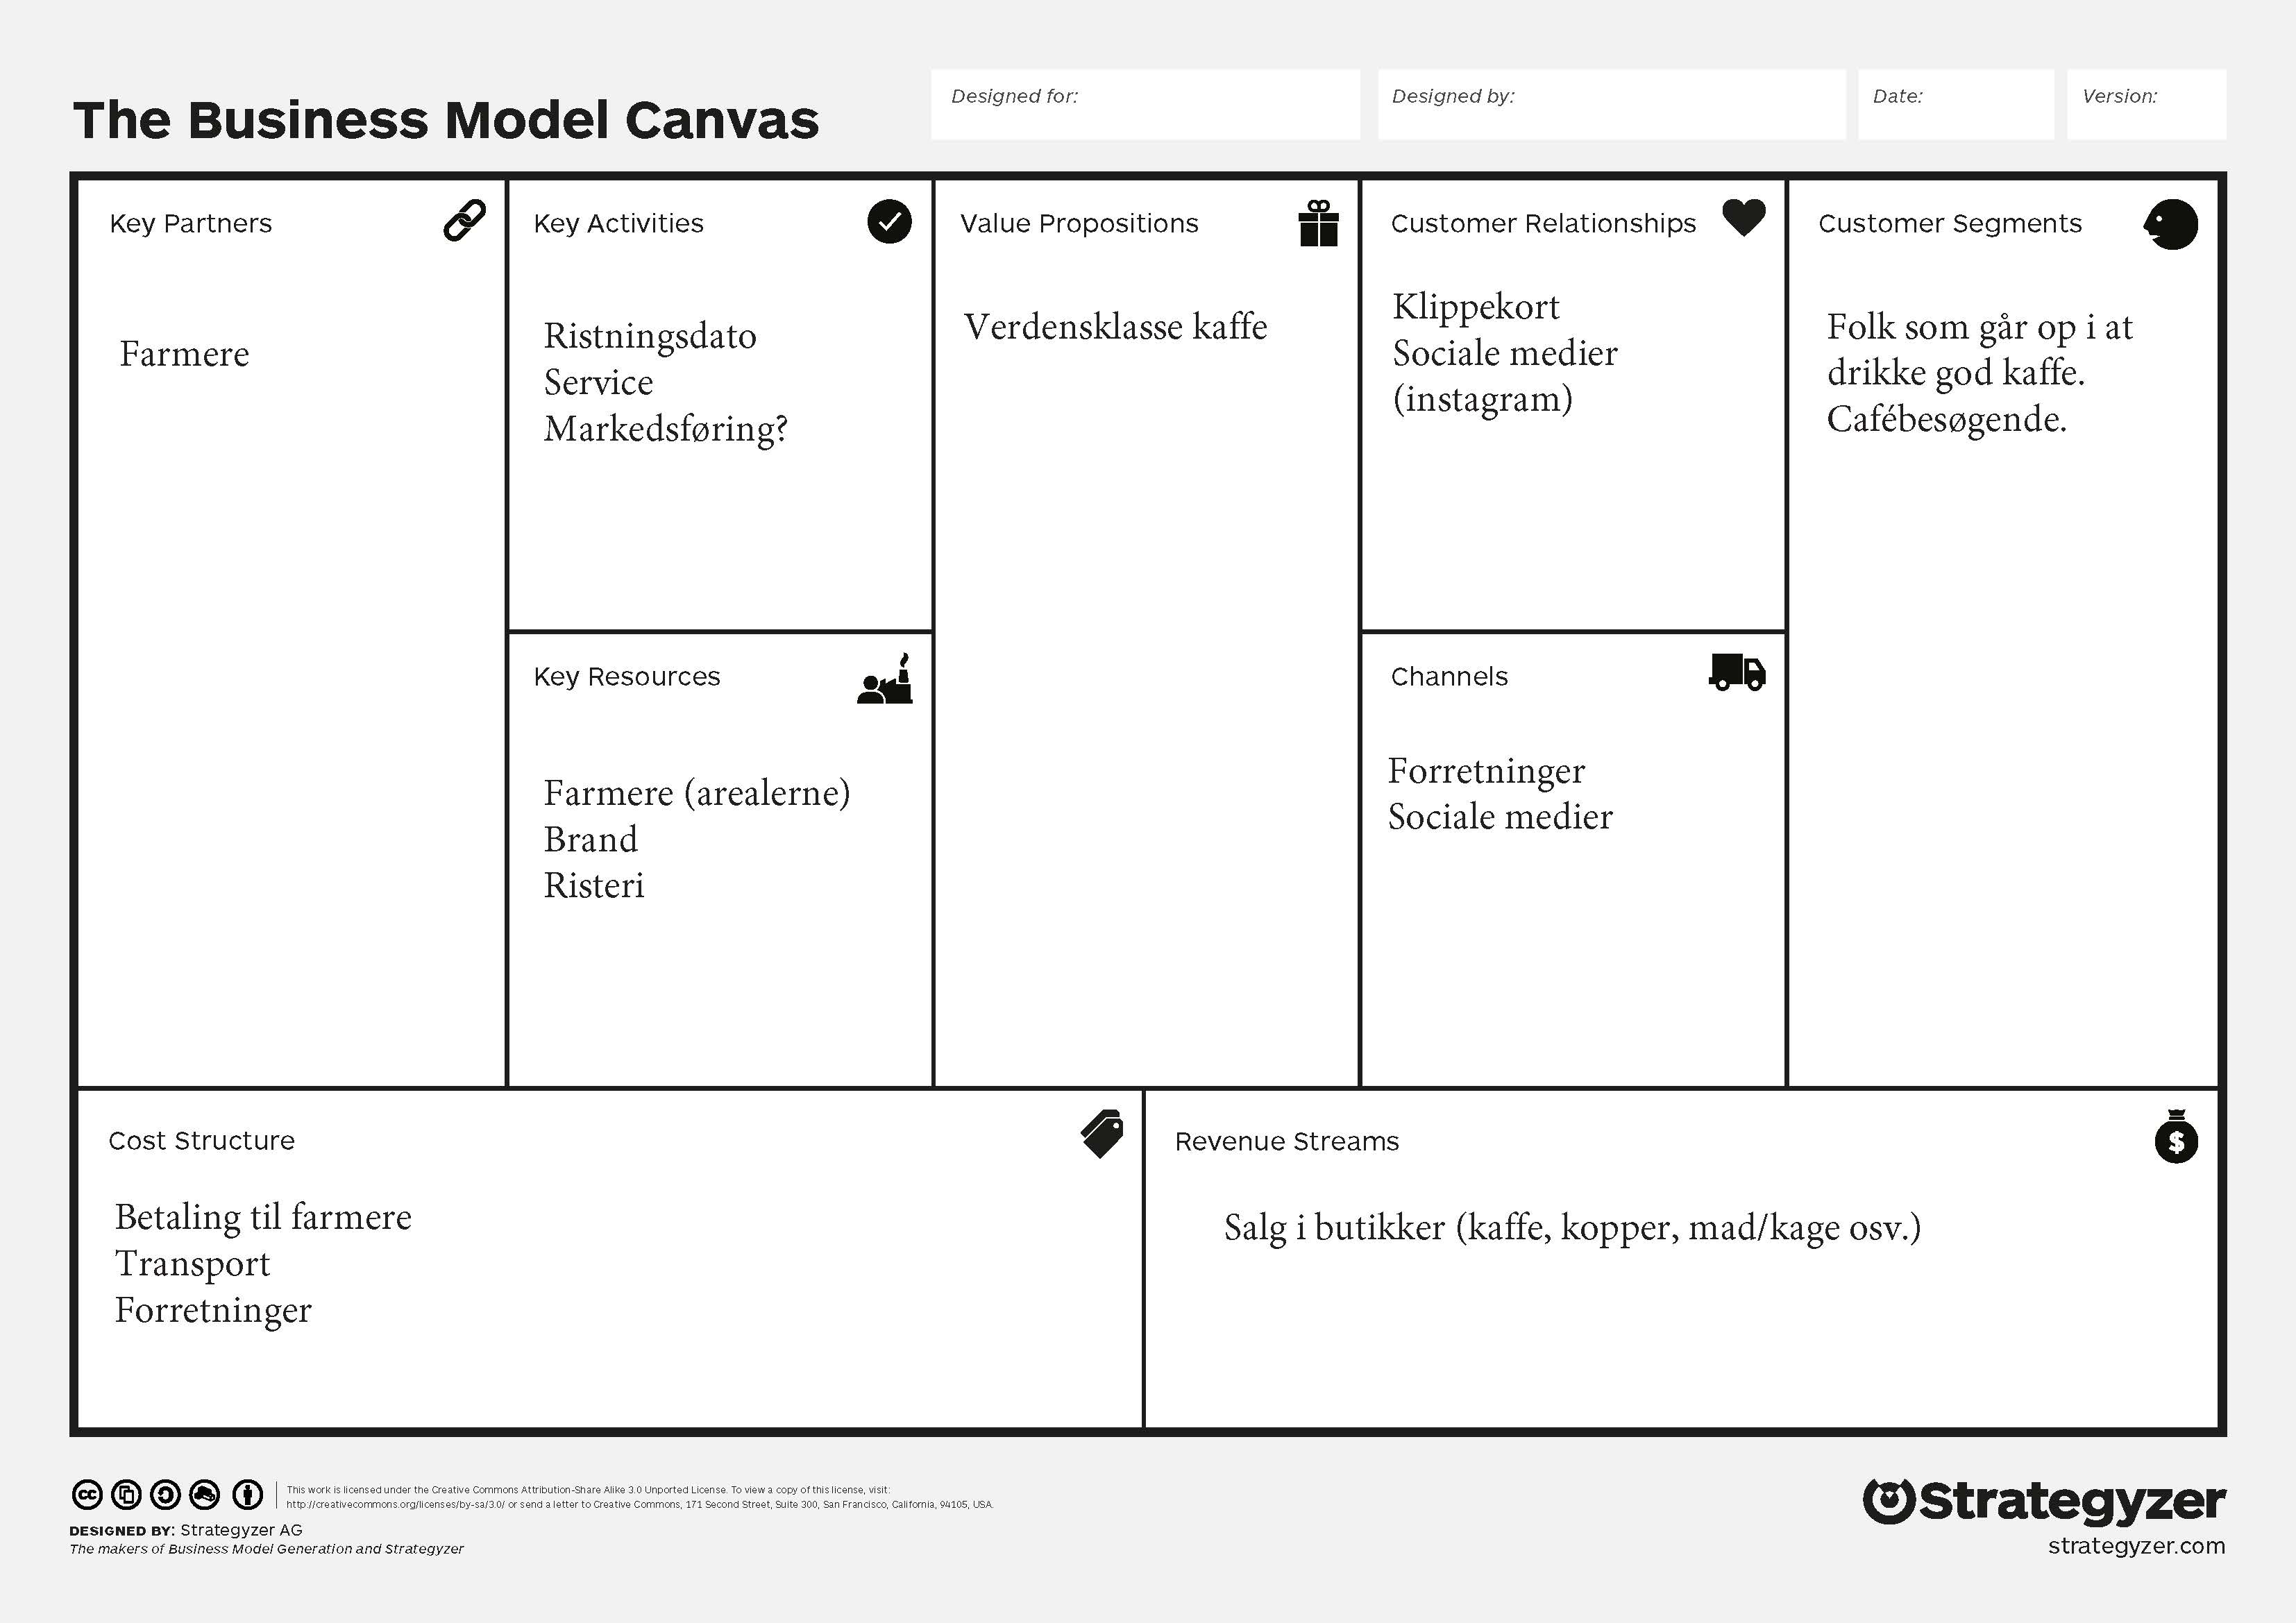 The Business Model Canvas
Designed for:
Designed by:
Date:
Version:
Key Partners
Farmere
Key Activities
Ristningsdato
Service
Markedsføring?
Key Resources
Farmere (arealerne)
Brand
Risteri
Value Propositions
Verdensklasse kaffe
Customer Relationships
Klippekort
Sociale medier
(instagram)
Channels
Forretninger
Sociale medier
Customer Segments
Folk som går op i at
drikke god kaffe.
Cafébesøgende.
Cost Structure
Betaling til farmere
Transport
Forretninger
Revenue Streams
Salg i butikker (kaffe, kopper, mad/kage osv.)
This work is licensed under the Creative Commons Attribution-Share Alike 3.0 Unported License. To view a copy of this license, visit:
http://creativecommons.org/licenses/by-sa/3.0/ or send a letter to Creative Commons, 171 Second Street, Suite 300, San Francisco, California, 94105, USA.
DESIGNED BY: Strategyzer AG
The makers of Business Model Generation and Strategyzer
Strategyzer
strategyzer.com